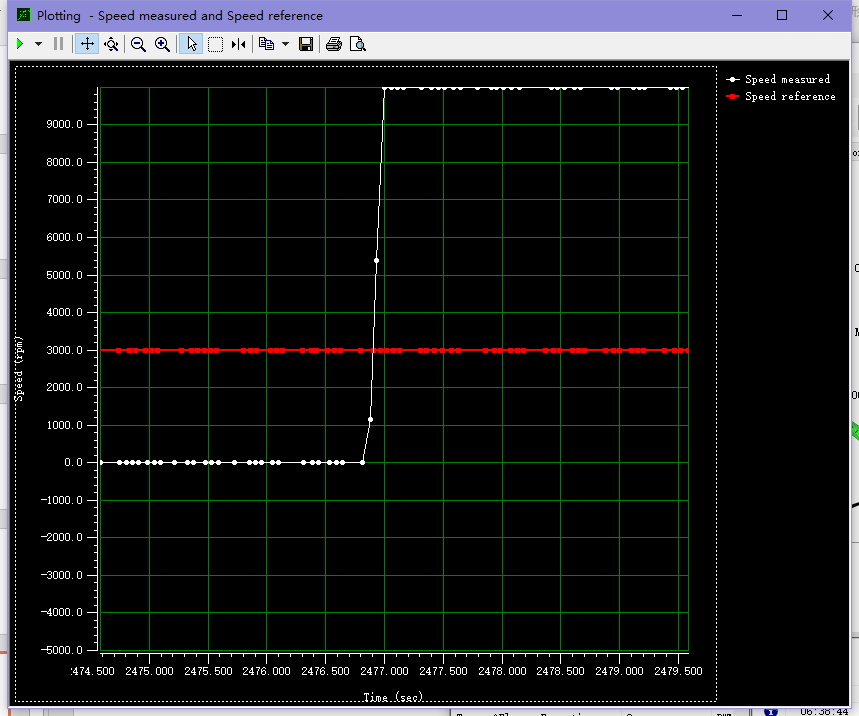 Plotting - Speed measured and Speed reference
Speed measured
Speed reference
9000.0
8000.0
7000.0
6000.0
5000.0
4000.0
3000.0
2000.0
1000.0
0.0
-1000.0
-2000.0
-3000.0
-4000.0
-5000.0
Speed (rpm)
2474.500 2475.000 2475.500 2476.000 2476.500 2477.000 2477.500 2478.000 2478.500 2479.000 2479.500
Time (sec)
06:38:44